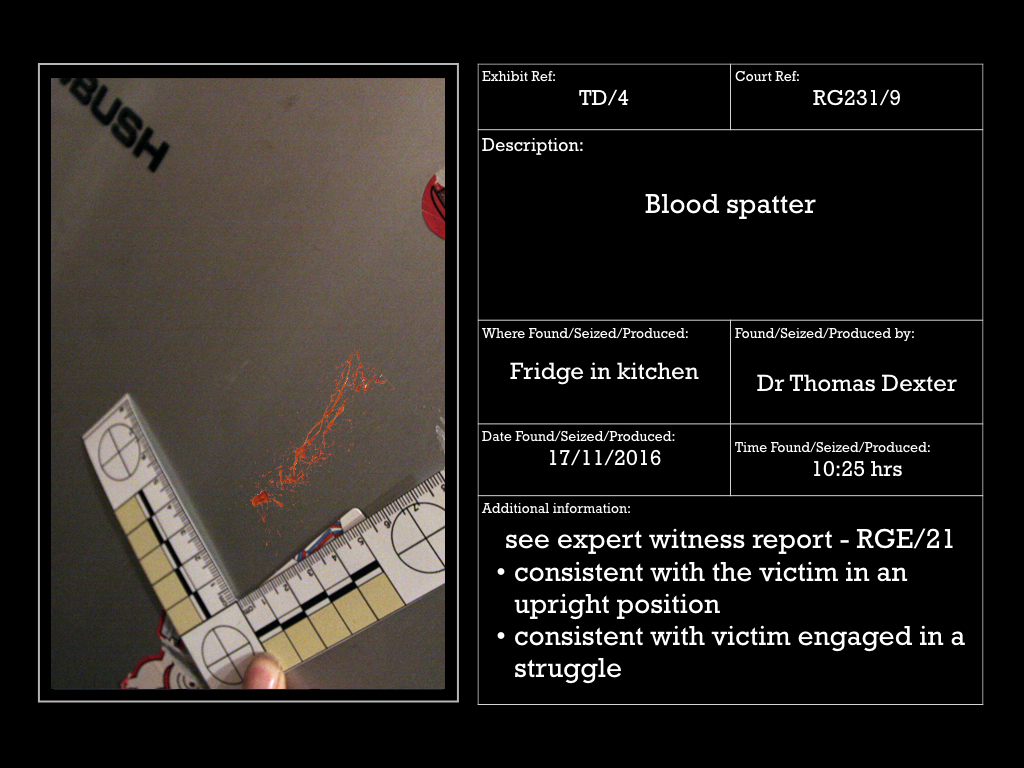 BUSH
Exhibit Ref:
TD/4
Court Ref:
RG231/9
Description:
Blood spatter
Where Found/Seized/Produced:
Fridge in kitchen
Found/Seized/Produced by:
Dr Thomas Dexter
Date Found/Seized/Produced:
17/11/2016
Time Found/Seized/Produced:
10:25 hrs
Additional information:
see expert witness report - RGE/21
• consistent with the victim in an
upright position
• consistent with victim engaged in a
struggle